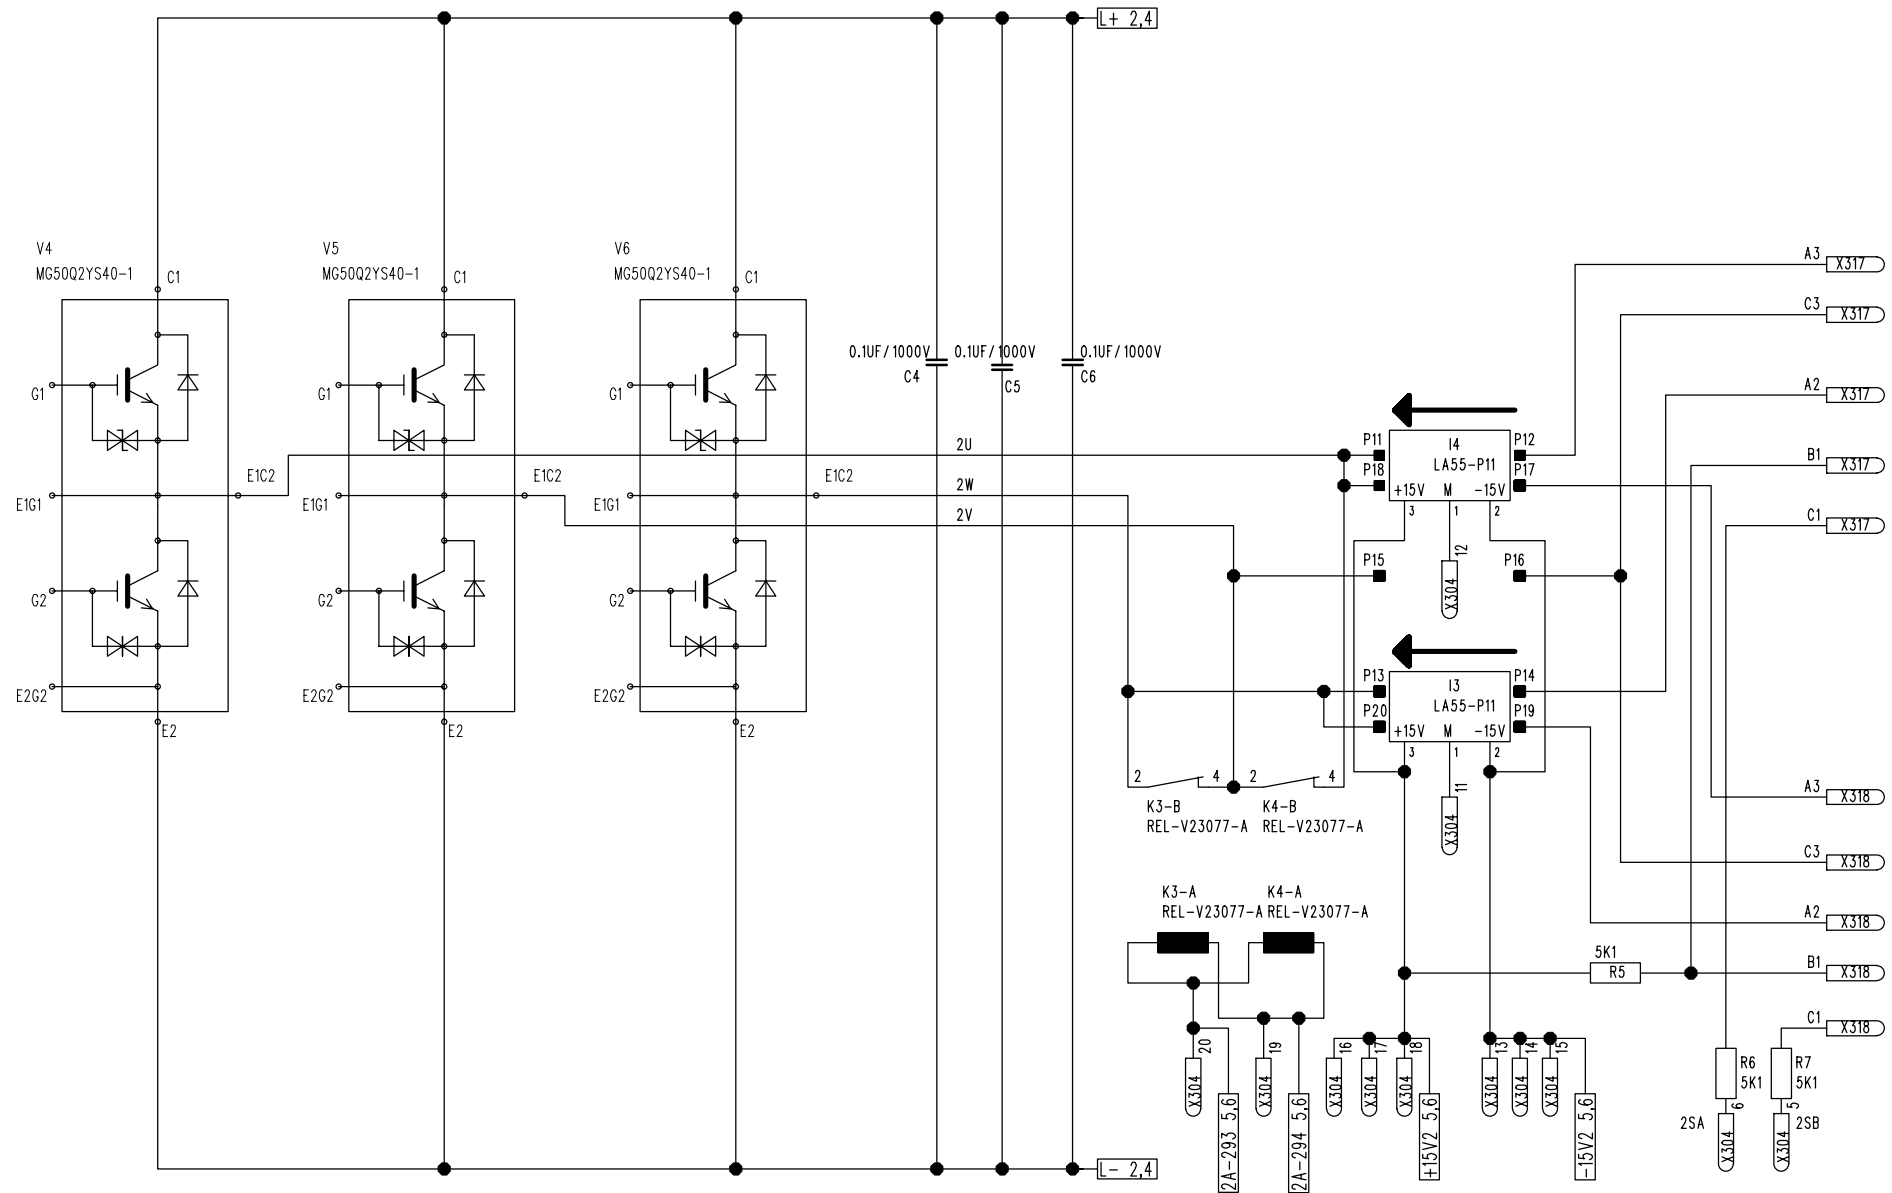 L+ 2,4
V4
MG50Q2YS40-1
C1
G1
E1G1
E1C2
G2
E2G2
E2
V5
MG50Q2YS40-1
C1
G1
E1G1
E1C2
G2
E2G2
E2
V6
MG50Q2YS40-1
C1
G1
E1G1
E1C2
G2
E2G2
E2
0.1UF/1000V
C4
0.1UF/1000V
C5
0.1UF/1000V
C6
2U
2W
2V
P11
P18
I4
LA55-P11
+15V M -15V
3
1
2
P12
P17
12
X304
P15
P16
P13
P20
I3
LA55-P11
+15V M -15V
3
1
2
P14
P19
11
X304
2 4
K3-B
REL-V23077-A
2 4
K4-B
REL-V23077-A
K3-A
REL-V23077-A
K4-A
REL-V23077-A
20
X304
2A-293 5,6
19
X304
2A-294 5,6
16
X304
17
X304
18
X304
+15V2 5,6
13
X304
14
X304
15
X304
-15V2 5,6
5K1
R5
A3 X317
C3 X317
A2 X317
B1 X317
C1 X317
A3 X318
C3 X318
A2 X318
B1 X318
C1 X318
R6
5K1
6
2SA
X304
R7
5K1
5
2SB
X304
L- 2,4